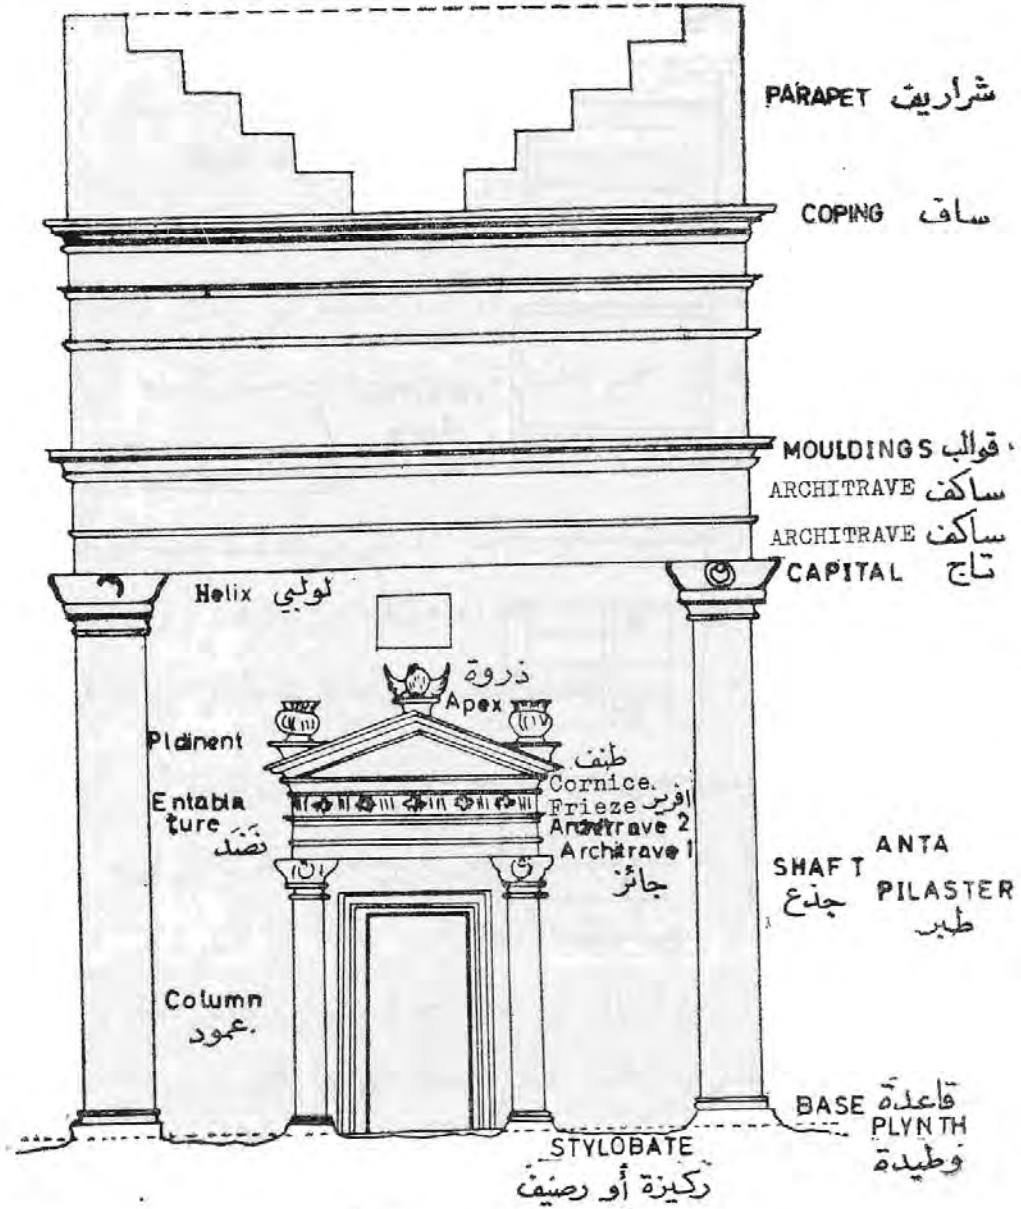 PARAPET شراريف
COPING ساف
MOULDINGS قوالب
ARCHITRAVE ساكف
ARCHITRAVE ساكف
CAPITAL تاج
Helix لولبي
ذروة
Apex
Pldinent
طنف
Cornice
Frieze افريز
Entabla
ture
نضد
Architrave 2
Architrave 1
جائز
SHAFT
جذع
ANTA
PILASTER
Column
عمود
BASE قاعدة
PLYNTH
وطيدة
STYLOBATE
ركيزة أو رصيف